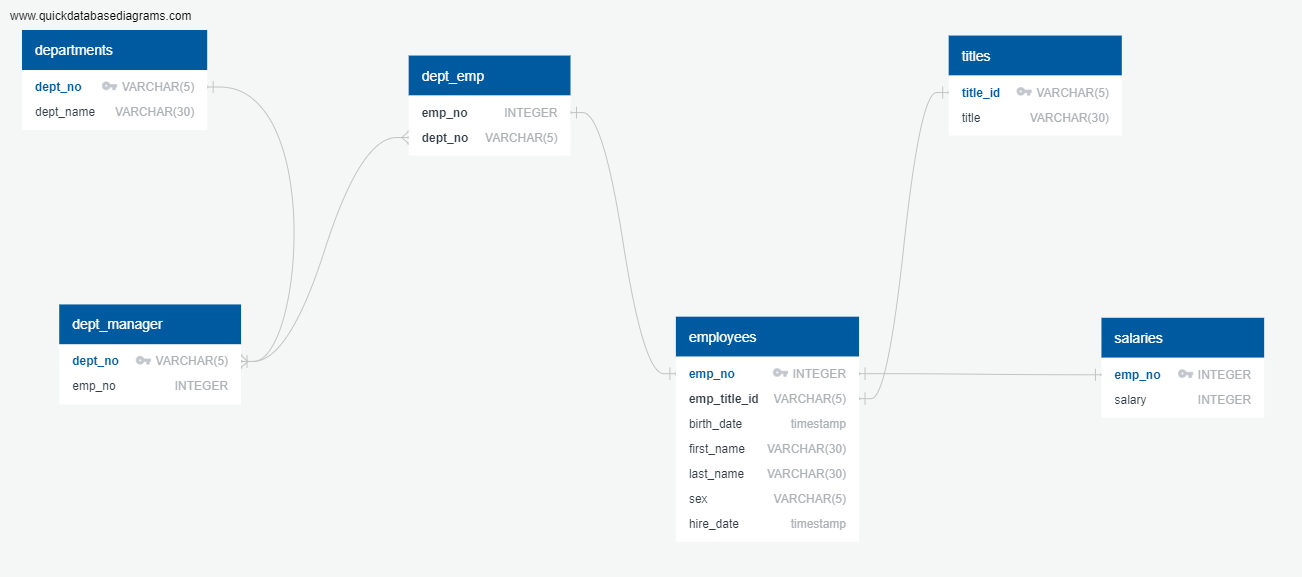 www.quickdatabasediagrams.com
departments
dept_no VARCHAR(5)
dept_name VARCHAR(30)
dept_emp
emp_no INTEGER
dept_no VARCHAR(5)
titles
title_id VARCHAR(5)
title VARCHAR(30)
dept_manager
dept_no VARCHAR(5)
emp_no INTEGER
employees
emp_no INTEGER
emp_title_id VARCHAR(5)
birth_date timestamp
first_name VARCHAR(30)
last_name VARCHAR(30)
sex VARCHAR(5)
hire_date timestamp
salaries
emp_no INTEGER
salary INTEGER